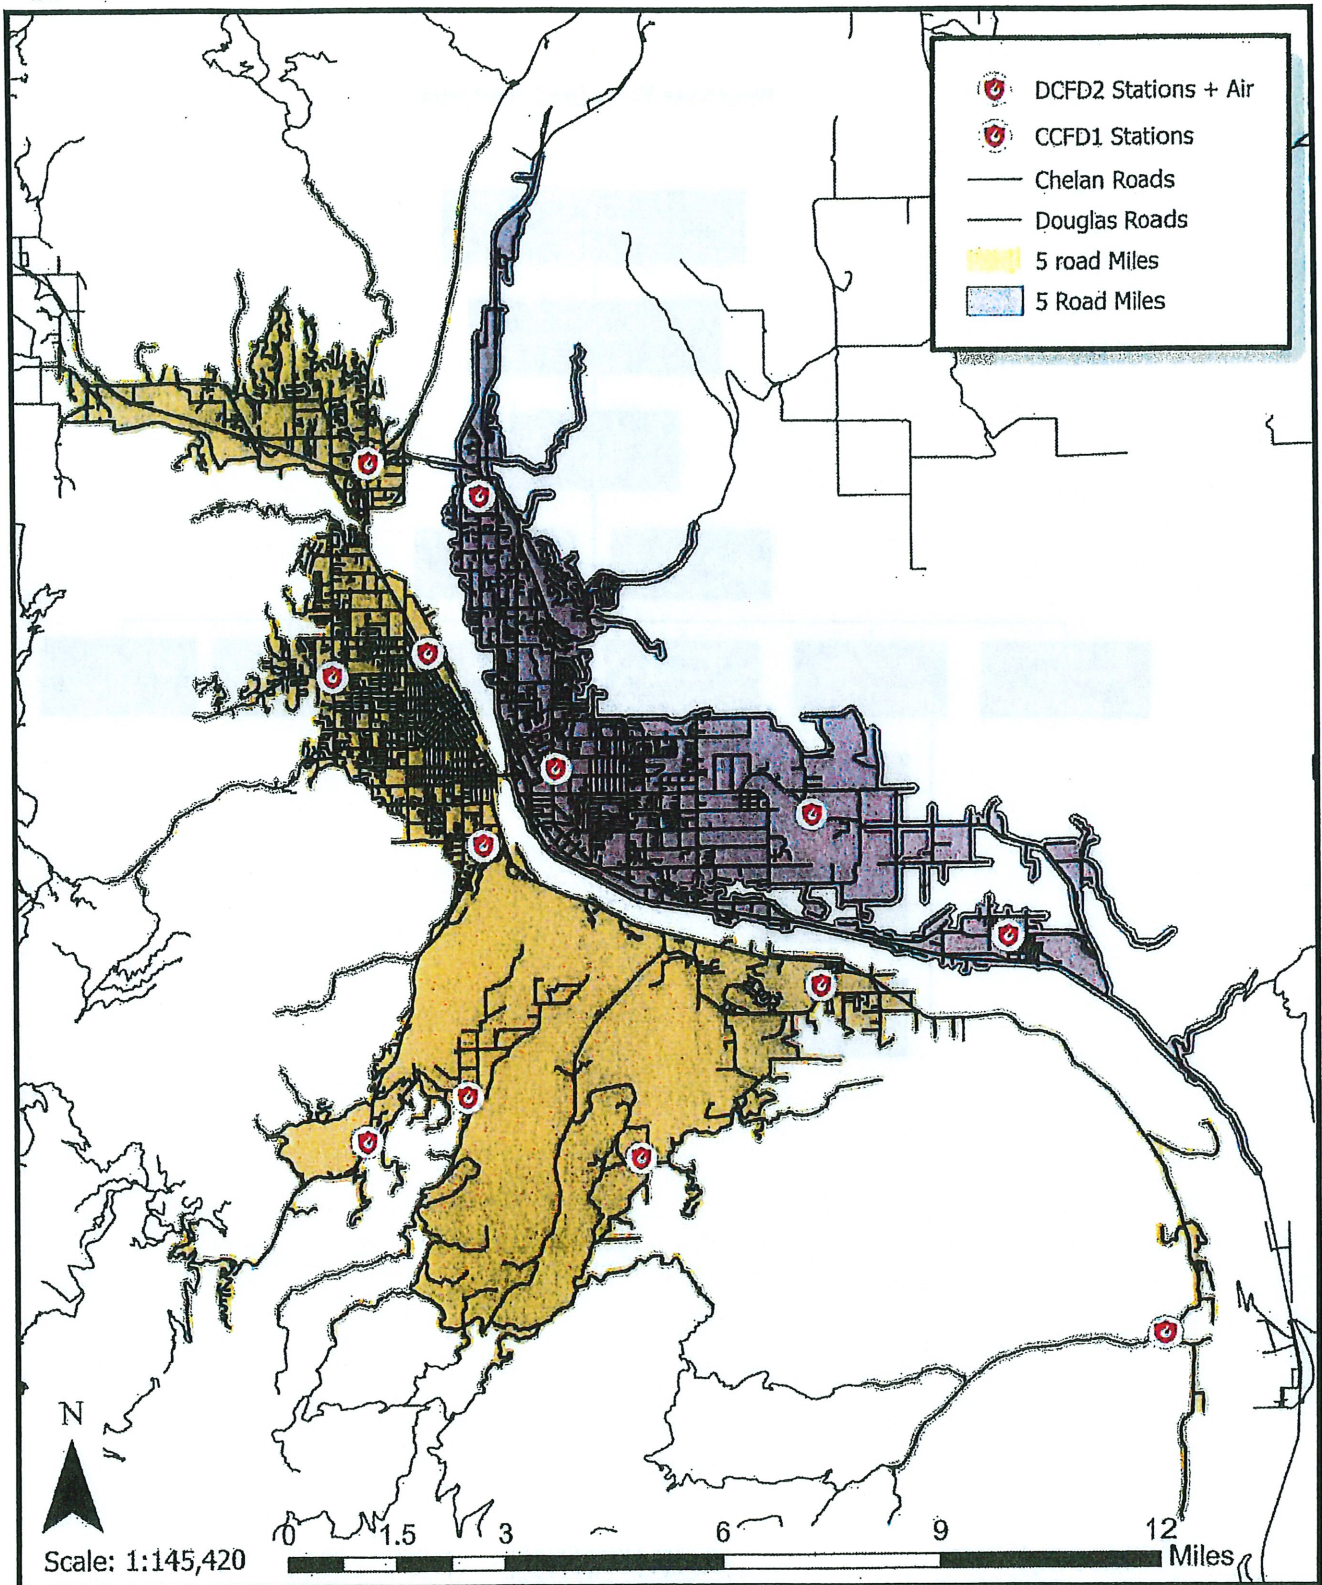 DCFD2 Stations + Air
CCFD1 Stations
Chelan Roads
Douglas Roads
5 road Miles
5 Road Miles
N
0 1.5 3 6 9 12
Scale: 1:145,420
Miles